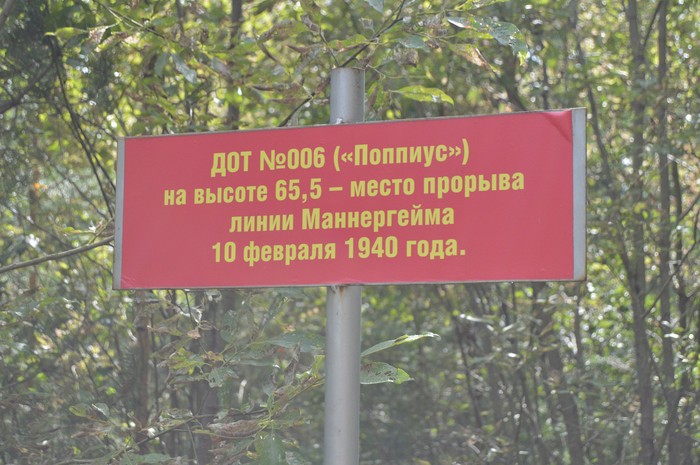 ДОТ №006 («Поппиус»)
на высоте 65,5 – место прорыва
линии Маннергейма
10 февраля 1940 года.